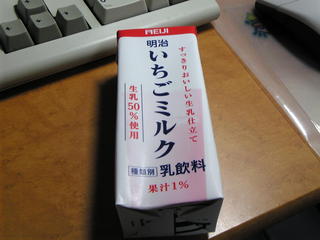 MEIJI
すっきりおいしい生乳仕立て
明治
いちごミルク
生乳50%使用
種類別 乳飲料
果汁1%